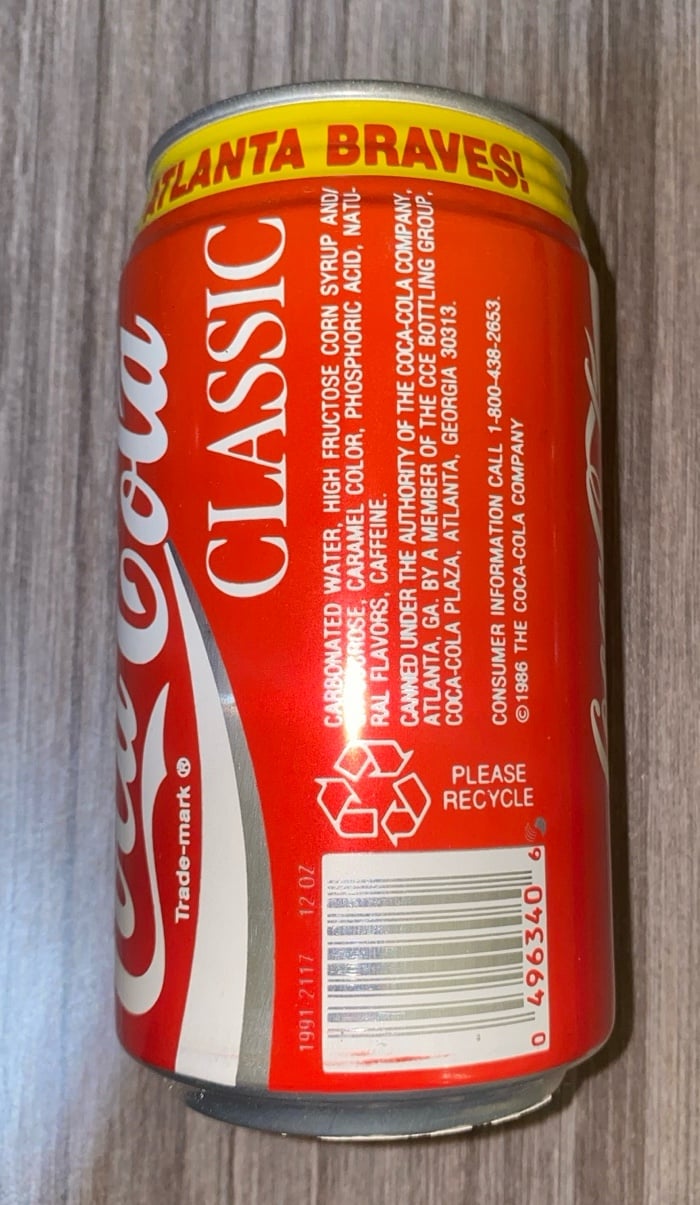 ATLANTA BRAVES!
Coca-Cola
Trade-mark ®
CLASSIC
CARBONATED WATER, HIGH FRUCTOSE CORN SYRUP AND/
OR SUCROSE, CARAMEL COLOR, PHOSPHORIC ACID, NATU-
RAL FLAVORS, CAFFEINE.
CANNED UNDER THE AUTHORITY OF THE COCA-COLA COMPANY,
ATLANTA, GA. BY A MEMBER OF THE CCE BOTTLING GROUP,
COCA-COLA PLAZA, ATLANTA, GEORGIA 30313.
CONSUMER INFORMATION CALL 1-800-438-2653.
© 1986 THE COCA-COLA COMPANY
PLEASE
RECYCLE
1991 2117 12 OZ
0 496340 6